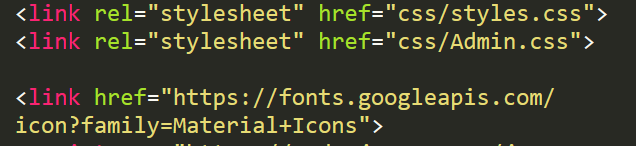 <link rel="stylesheet" href="css/styles.css">
<link rel="stylesheet" href="css/Admin.css">
<link href="https://fonts.googleapis.com/
icon?family=Material+Icons">